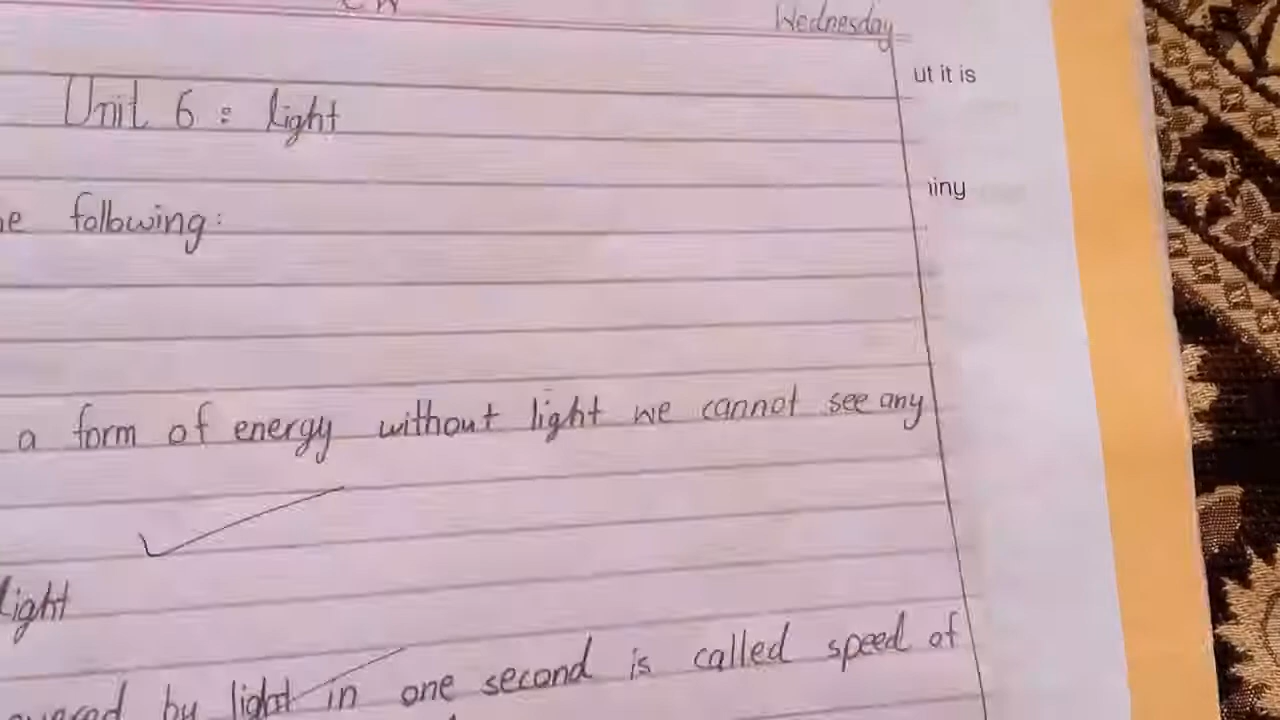 CW
Wednesday
ut it is
Unit 6 : light
iny
following:
a form of energy without light we cannot see any
light
by light in one second is called speed of